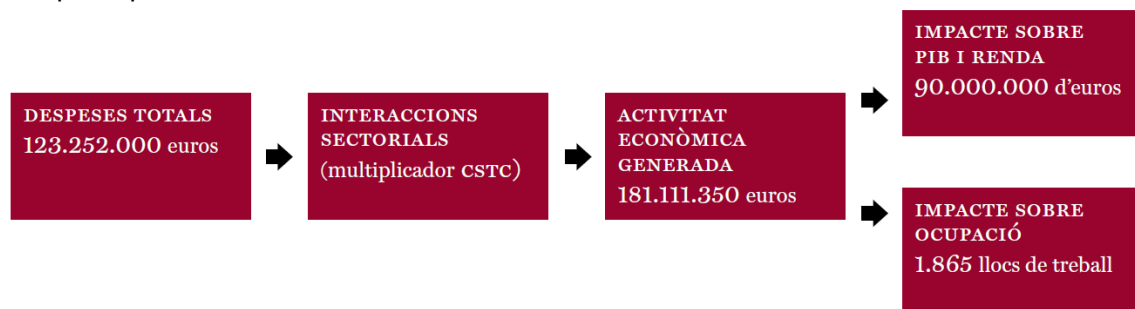 DESPESES TOTALS
123.252.000 euros
INTERACCIONS
SECTORIALS
(multiplicador CSTC)
ACTIVITAT
ECONÒMICA
GENERADA
181.111.350 euros
IMPACTE SOBRE
PIB I RENDA
90.000.000 d'euros
IMPACTE SOBRE
OCUPACIÓ
1.865 llocs de treball